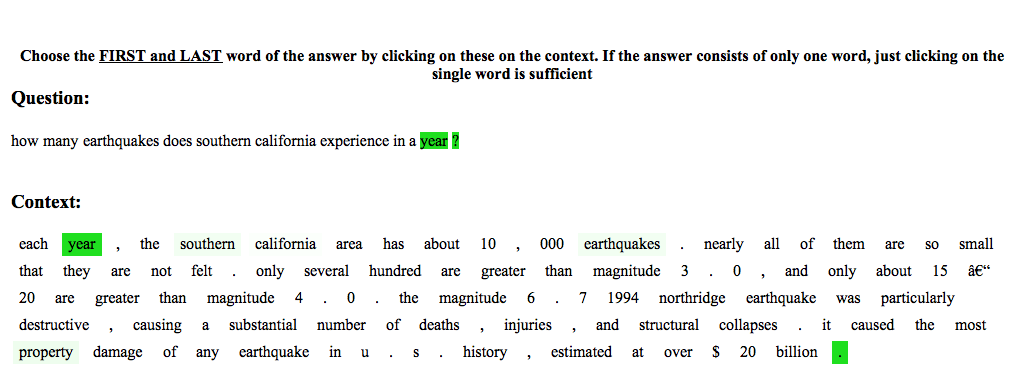 Choose the FIRST and LAST word of the answer by clicking on these on the context. If the answer consists of only one word, just clicking on the
single word is sufficient
Question:
how many earthquakes does southern california experience in a year ?
Context:
each year , the southern california area has about 10 , 000 earthquakes . nearly all of them are so small
that they are not felt . only several hundred are greater than magnitude 3 . 0 , and only about 15 â€“
20 are greater than magnitude 4 . 0 . the magnitude 6 . 7 1994 northridge earthquake was particularly
destructive , causing a substantial number of deaths , injuries , and structural collapses . it caused the most
property damage of any earthquake in u . s . history , estimated at over $ 20 billion .